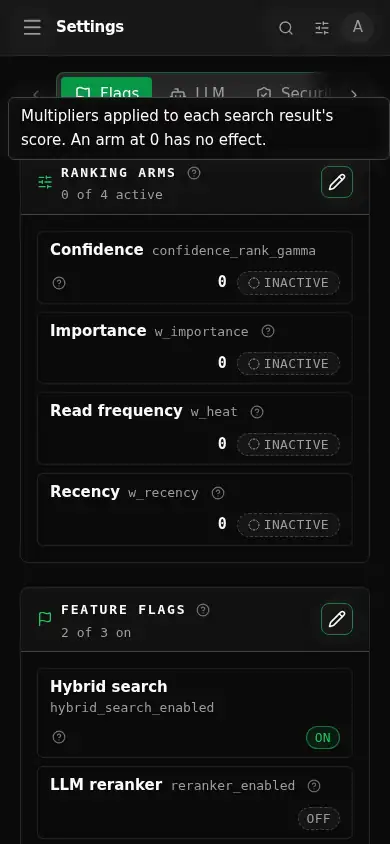 Settings
A
Flags
LLM
Securi
Multipliers applied to each search result's
score. An arm at 0 has no effect.
RANKING ARMS
0 of 4 active
Confidence confidence_rank_gamma
0 INACTIVE
Importance w_importance
0 INACTIVE
Read frequency w_heat
0 INACTIVE
Recency w_recency
0 INACTIVE
FEATURE FLAGS
2 of 3 on
Hybrid search
hybrid_search_enabled
ON
LLM reranker reranker_enabled
OFF